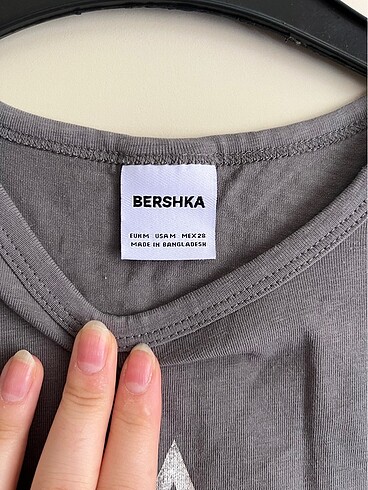 BERSHKA
EUR M USA M MEX 28
MADE IN BANGLADESH